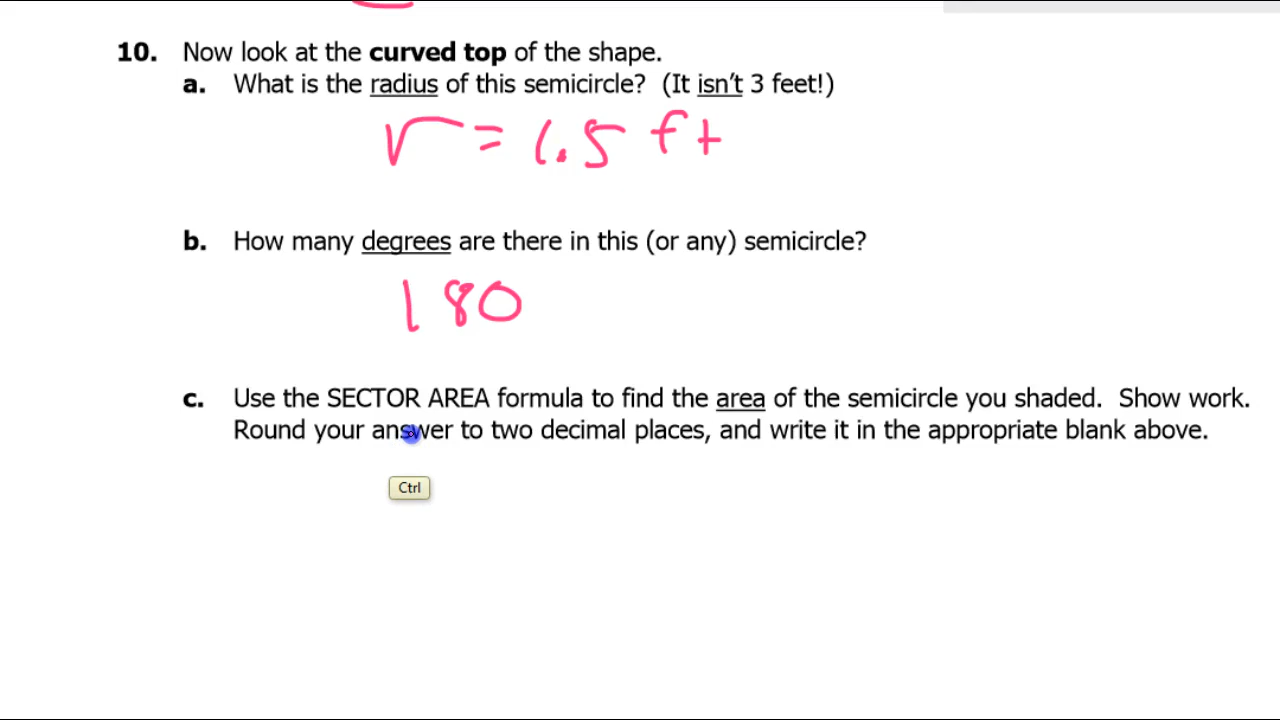 10. Now look at the curved top of the shape.
a. What is the radius of this semicircle? (It isn't 3 feet!)
r = 1.5 ft
b. How many degrees are there in this (or any) semicircle?
180
c. Use the SECTOR AREA formula to find the area of the semicircle you shaded. Show work.
Round your answer to two decimal places, and write it in the appropriate blank above.
Ctrl